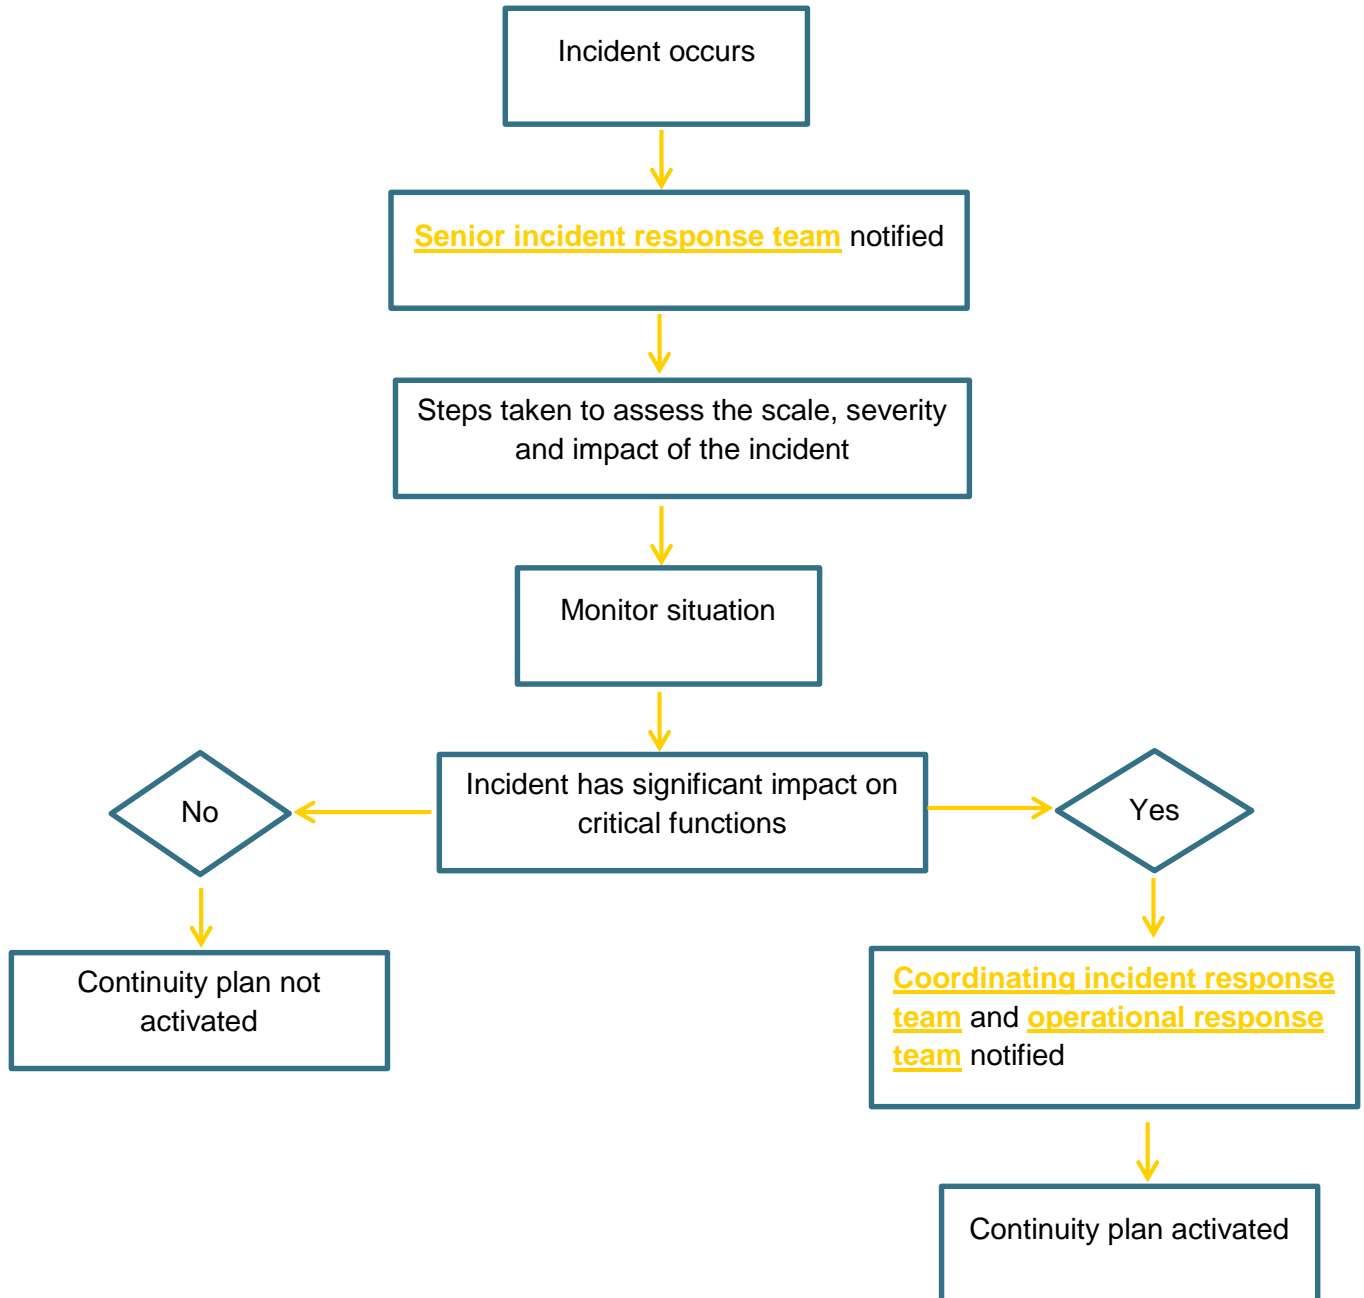 Incident occurs
Senior incident response team notified
Steps taken to assess the scale, severity
and impact of the incident
Monitor situation
Incident has significant impact on
critical functions
No
Yes
Continuity plan not
activated
Coordinating incident response
team and operational response
team notified
Continuity plan activated